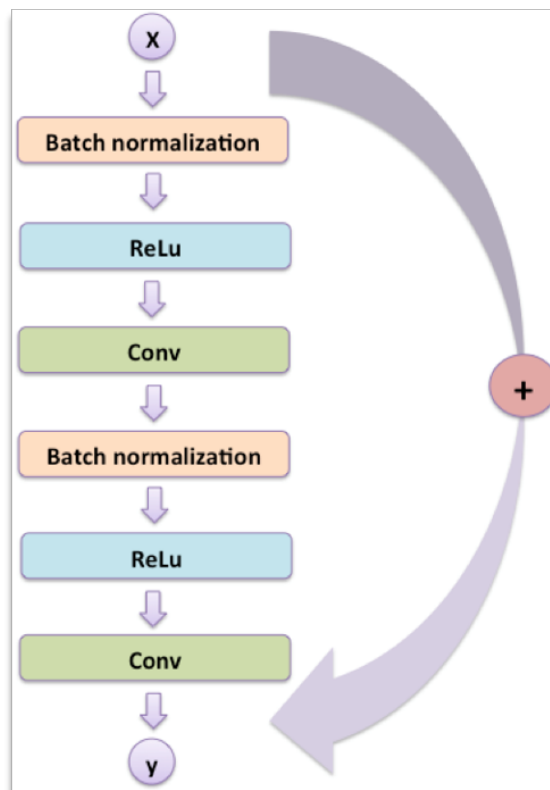 x
Batch normalization
ReLu
Conv
+
Batch normalization
ReLu
Conv
y